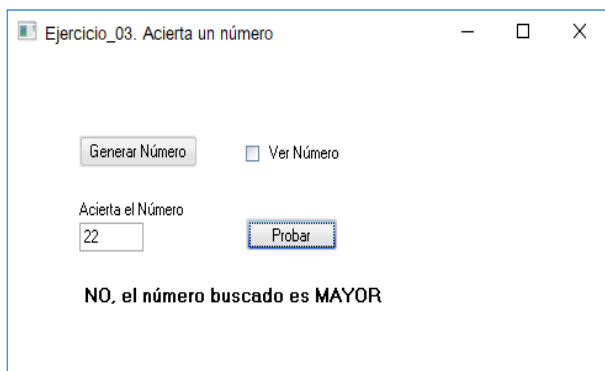 Ejercicio_03. Acierta un número
Generar Número
Ver Número
Acierta el Número
22
Probar
NO, el número buscado es MAYOR